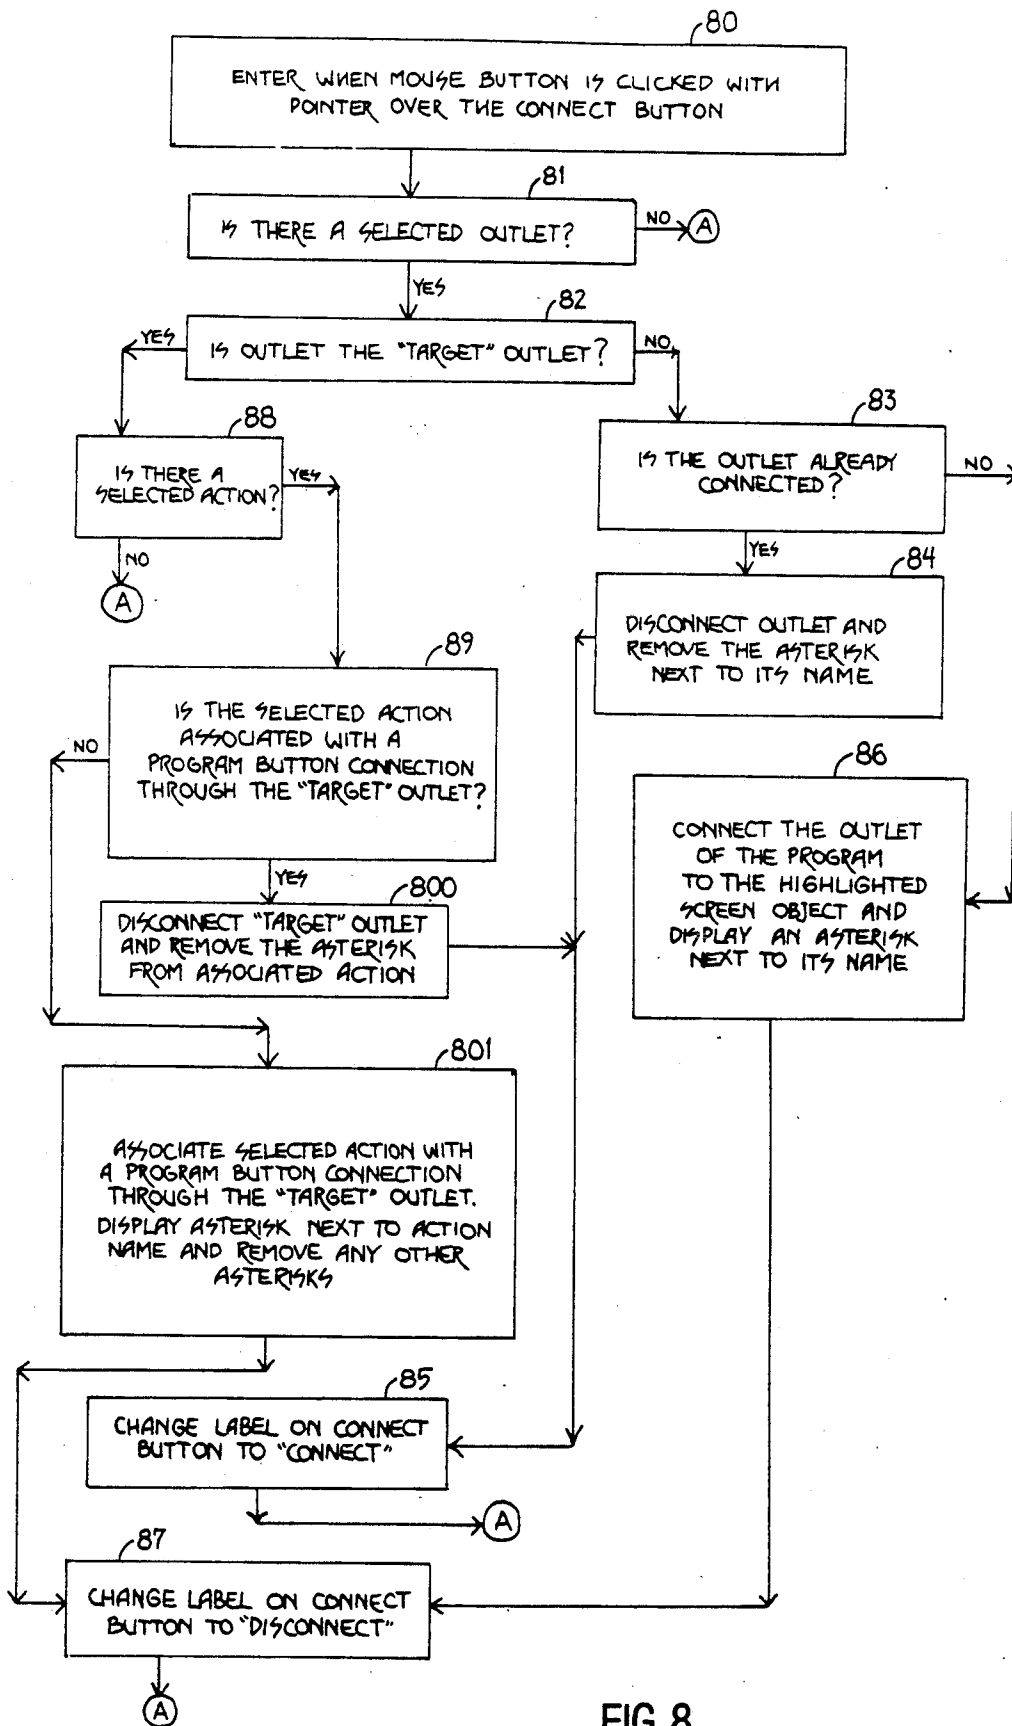 80
ENTER WHEN MOUSE BUTTON IS CLICKED WITH
POINTER OVER THE CONNECT BUTTON
81
IS THERE A SELECTED OUTLET?
NO
A
YES
82
IS OUTLET THE "TARGET" OUTLET?
YES
NO
88
IS THERE A
SELECTED ACTION?
YES
NO
A
83
IS THE OUTLET ALREADY
CONNECTED?
NO
YES
84
DISCONNECT OUTLET AND
REMOVE THE ASTERISK
NEXT TO ITS NAME
89
IS THE SELECTED ACTION
ASSOCIATED WITH A
PROGRAM BUTTON CONNECTION
THROUGH THE "TARGET" OUTLET?
NO
YES
86
CONNECT THE OUTLET
OF THE PROGRAM
TO THE HIGHLIGHTED
SCREEN OBJECT AND
DISPLAY AN ASTERISK
NEXT TO ITS NAME
800
DISCONNECT "TARGET" OUTLET
AND REMOVE THE ASTERISK
FROM ASSOCIATED ACTION
801
ASSOCIATE SELECTED ACTION WITH
A PROGRAM BUTTON CONNECTION
THROUGH THE "TARGET" OUTLET.
DISPLAY ASTERISK NEXT TO ACTION
NAME AND REMOVE ANY OTHER
ASTERISKS
85
CHANGE LABEL ON CONNECT
BUTTON TO "CONNECT"
A
87
CHANGE LABEL ON CONNECT
BUTTON TO "DISCONNECT"
A
FIG. 8